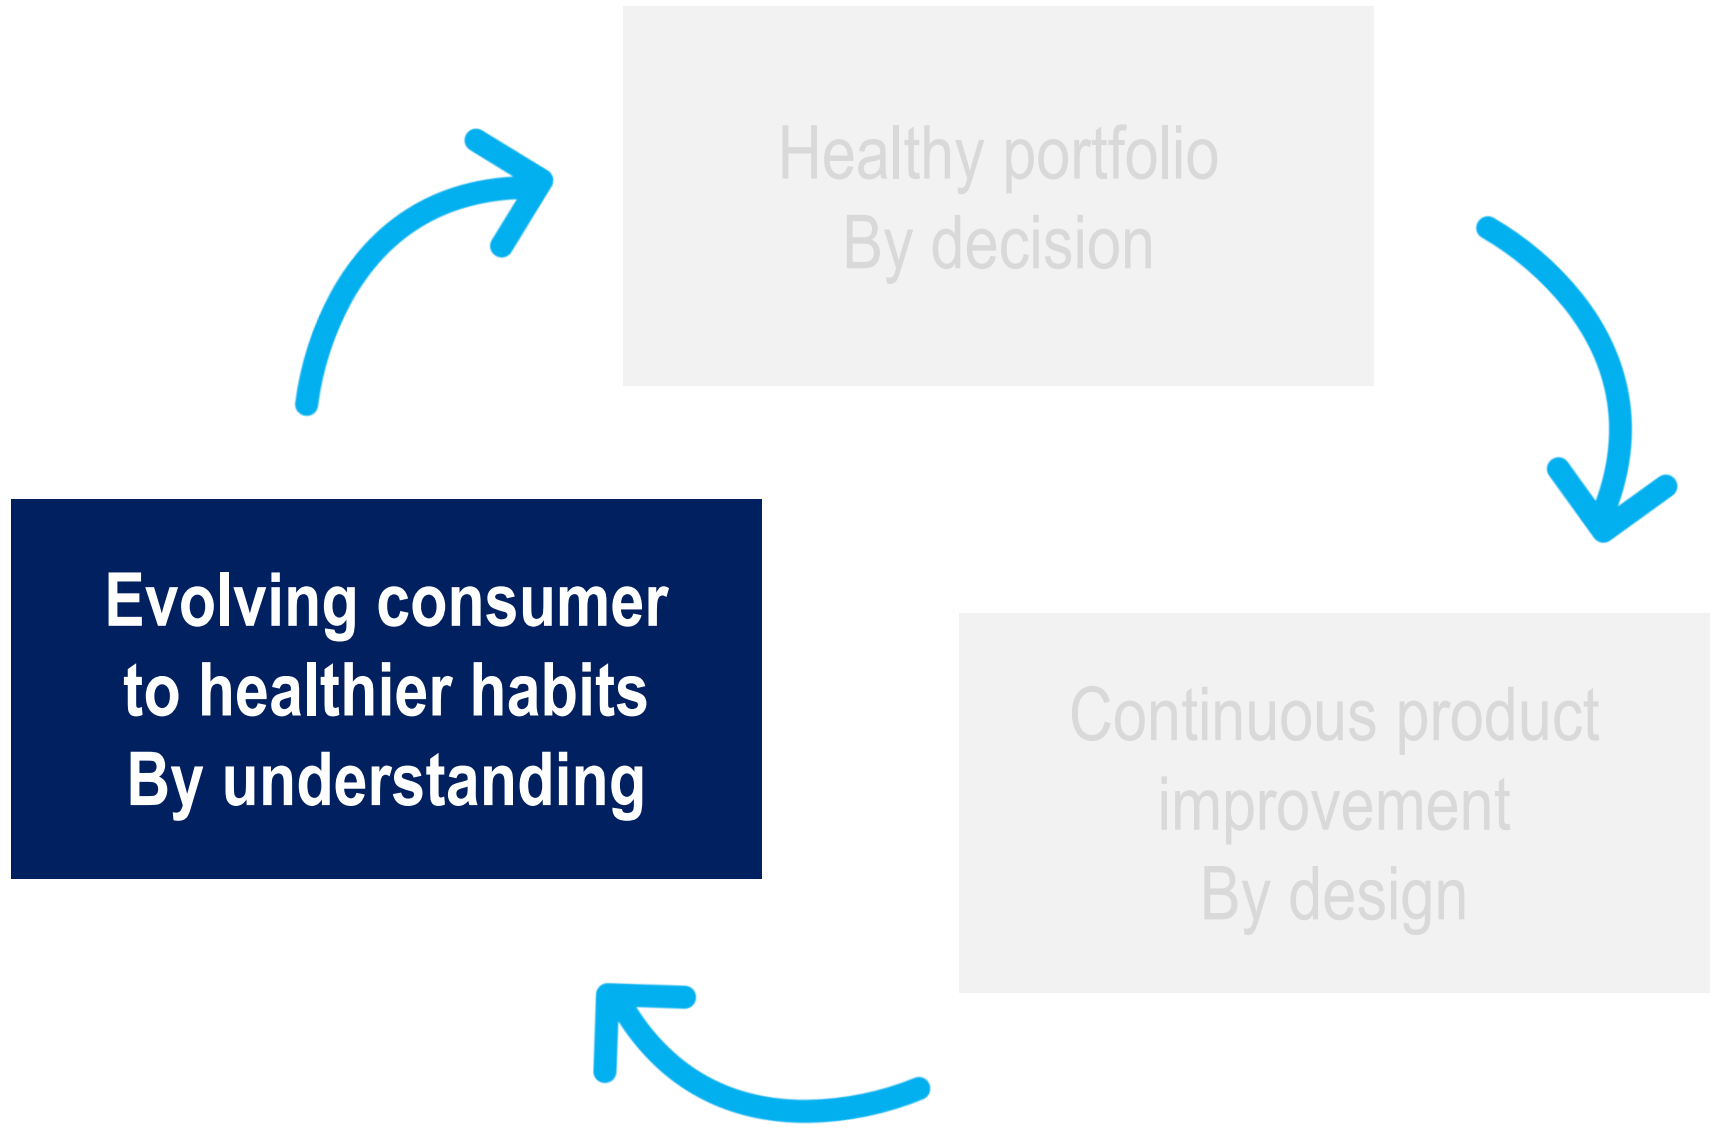 Healthy portfolio
By decision
Evolving consumer
to healthier habits
By understanding
Continuous product
improvement
By design